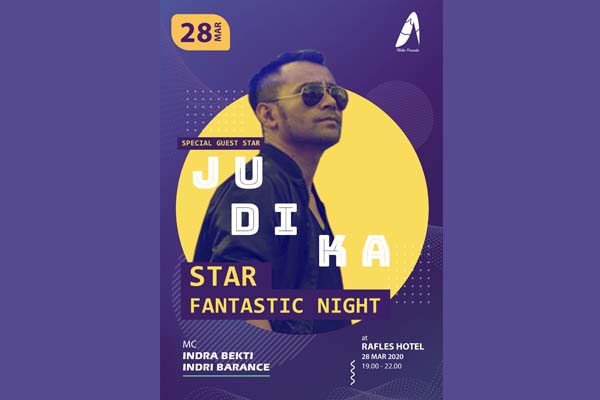 28 MAR
SPECIAL GUEST STAR
JU
DI
KA
STAR
FANTASTIC NIGHT
MC
INDRA BEKTI
INDRI BARANCE
at
RAFLES HOTEL
28 MAR 2020
19.00 - 22.00